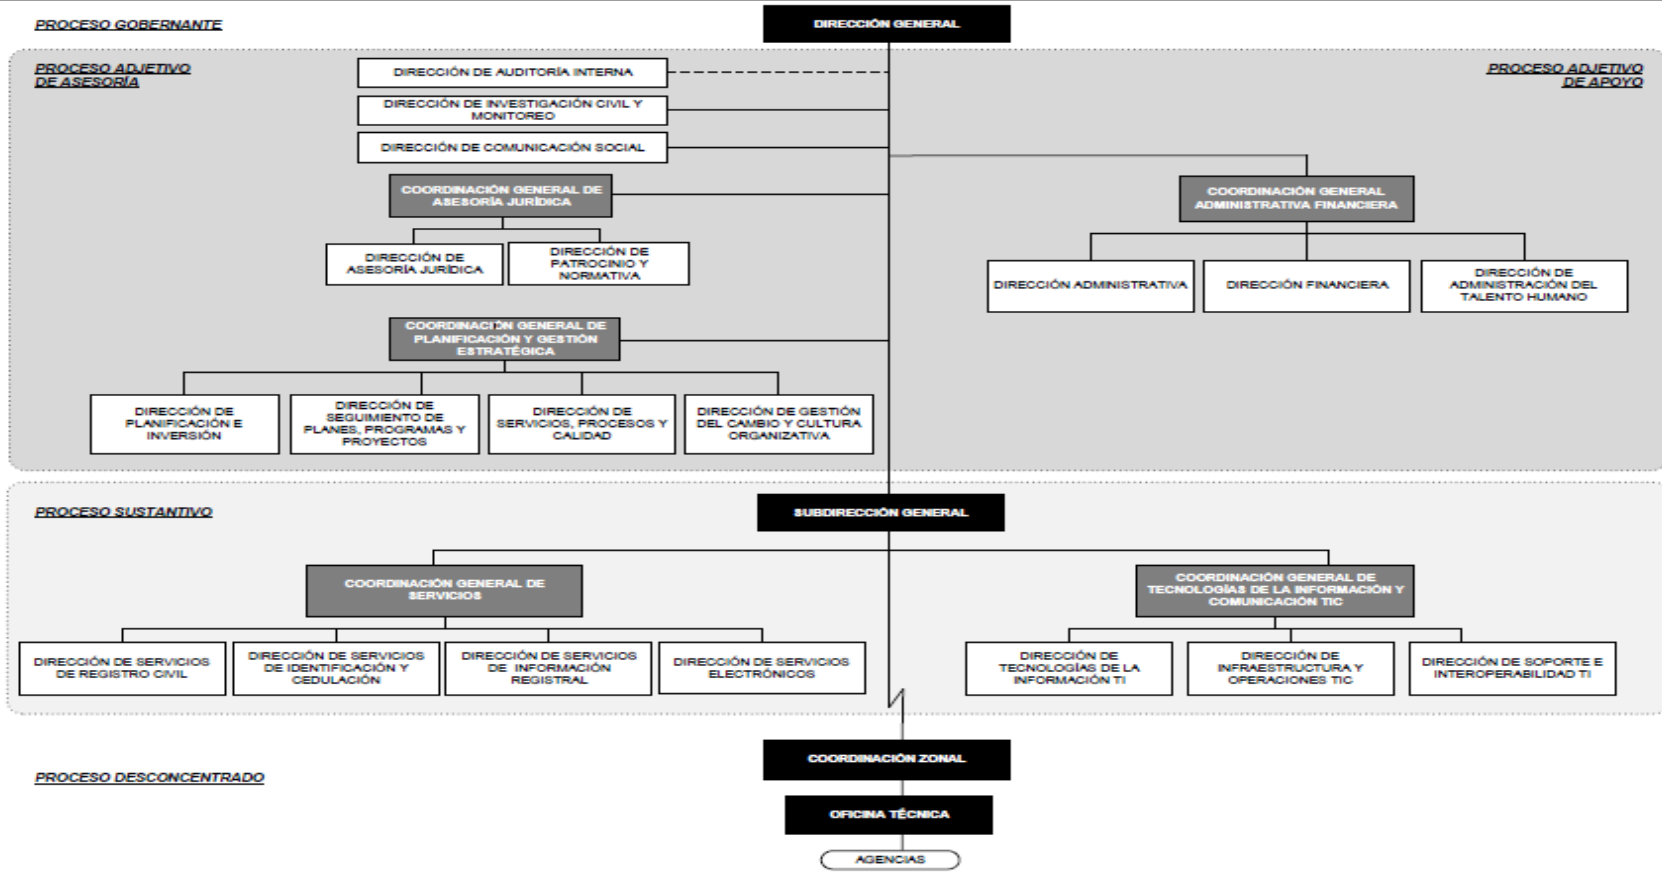 PROCESO GOBERNANTE
DIRECCIÓN GENERAL
PROCESO ADJETIVO
DE ASESORÍA
PROCESO ADJETIVO
DE APOYO
DIRECCIÓN DE AUDITORÍA INTERNA
DIRECCIÓN DE INVESTIGACIÓN CIVIL Y
MONITOREO
DIRECCIÓN DE COMUNICACIÓN SOCIAL
COORDINACIÓN GENERAL DE
ASESORÍA JURÍDICA
COORDINACIÓN GENERAL
ADMINISTRATIVA FINANCIERA
DIRECCIÓN DE
ASESORÍA JURÍDICA
DIRECCIÓN DE
PATROCINIO Y
NORMATIVA
DIRECCIÓN ADMINISTRATIVA
DIRECCIÓN FINANCIERA
DIRECCIÓN DE
ADMINISTRACIÓN DEL
TALENTO HUMANO
COORDINACIÓN GENERAL DE
PLANIFICACIÓN Y GESTIÓN
ESTRATÉGICA
DIRECCIÓN DE
PLANIFICACIÓN E
INVERSIÓN
DIRECCIÓN DE
SEGUIMIENTO DE
PLANES, PROGRAMAS Y
PROYECTOS
DIRECCIÓN DE
SERVICIOS, PROCESOS Y
CALIDAD
DIRECCIÓN DE GESTIÓN
DEL CAMBIO Y CULTURA
ORGANIZATIVA
PROCESO SUSTANTIVO
SUBDIRECCIÓN GENERAL
COORDINACIÓN GENERAL DE
SERVICIOS
COORDINACIÓN GENERAL DE
TECNOLOGÍAS DE LA INFORMACIÓN Y
COMUNICACIÓN TIC
DIRECCIÓN DE SERVICIOS
DE REGISTRO CIVIL
DIRECCIÓN DE SERVICIOS
DE IDENTIFICACIÓN Y
CEDULACIÓN
DIRECCIÓN DE SERVICIOS
DE INFORMACIÓN
REGISTRAL
DIRECCIÓN DE SERVICIOS
ELECTRÓNICOS
DIRECCIÓN DE
TECNOLOGÍAS DE LA
INFORMACIÓN TI
DIRECCIÓN DE
INFRAESTRUCTURA Y
OPERACIONES TIC
DIRECCIÓN DE SOPORTE E
INTEROPERABILIDAD TI
COORDINACIÓN ZONAL
PROCESO DESCONCENTRADO
OFICINA TÉCNICA
AGENCIAS